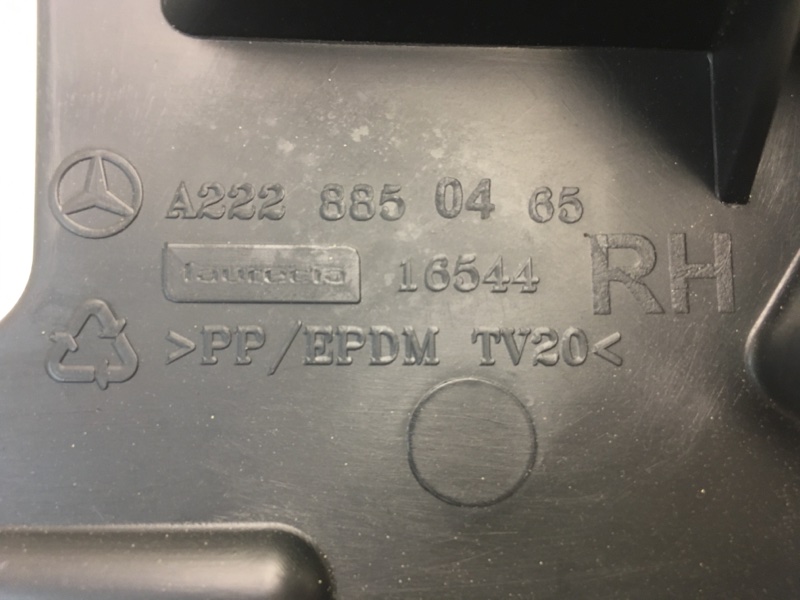 A222 885 04 65
faurecia 16544 RH
>PP/EPDM TV20<